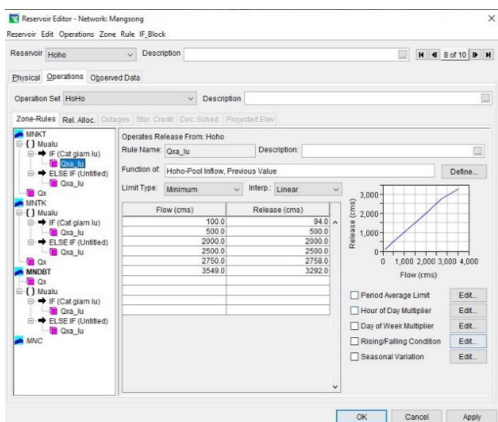 Reservoir Editor - Network: Mangsong
Reservoir Edit Operations Zone Rule IF_Block
Reservoir Hoho Description 8 of 10
Physical Operations Observed Data
Operation Set HoHo Description
Zone-Rules Rel. Alloc. Outages Stor. Credit Dec. Sched. Projected Elev
MNKT
{ } Mualu
IF (Cat giam lu)
Qxa_lu
ELSE IF (Untitled)
Qxa_lu
Qx
MNTK
{ } Mualu
IF (Cat giam lu)
Qxa_lu
ELSE IF (Untitled)
Qxa_lu
Qx
MNDBT
Qx
{ } Mualu
IF (Cat giam lu)
Qxa_lu
ELSE IF (Untitled)
Qxa_lu
MNC
Operates Release From: Hoho
Rule Name: Qxa_lu Description:
Function of: Hoho-Pool Inflow, Previous Value Define...
Limit Type: Minimum Interp.: Linear
Flow (cms) Release (cms)
100.0 94.0
500.0 500.0
2000.0 2000.0
2500.0 2500.0
2750.0 2758.0
3549.0 3292.0
Release (cms)
3,000
2,000
1,000
0
0 1,000 2,000 3,000 4,000
Flow (cms)
Period Average Limit Edit...
Hour of Day Multiplier Edit...
Day of Week Multiplier Edit...
Rising/Falling Condition Edit...
Seasonal Variation Edit...
OK Cancel Apply